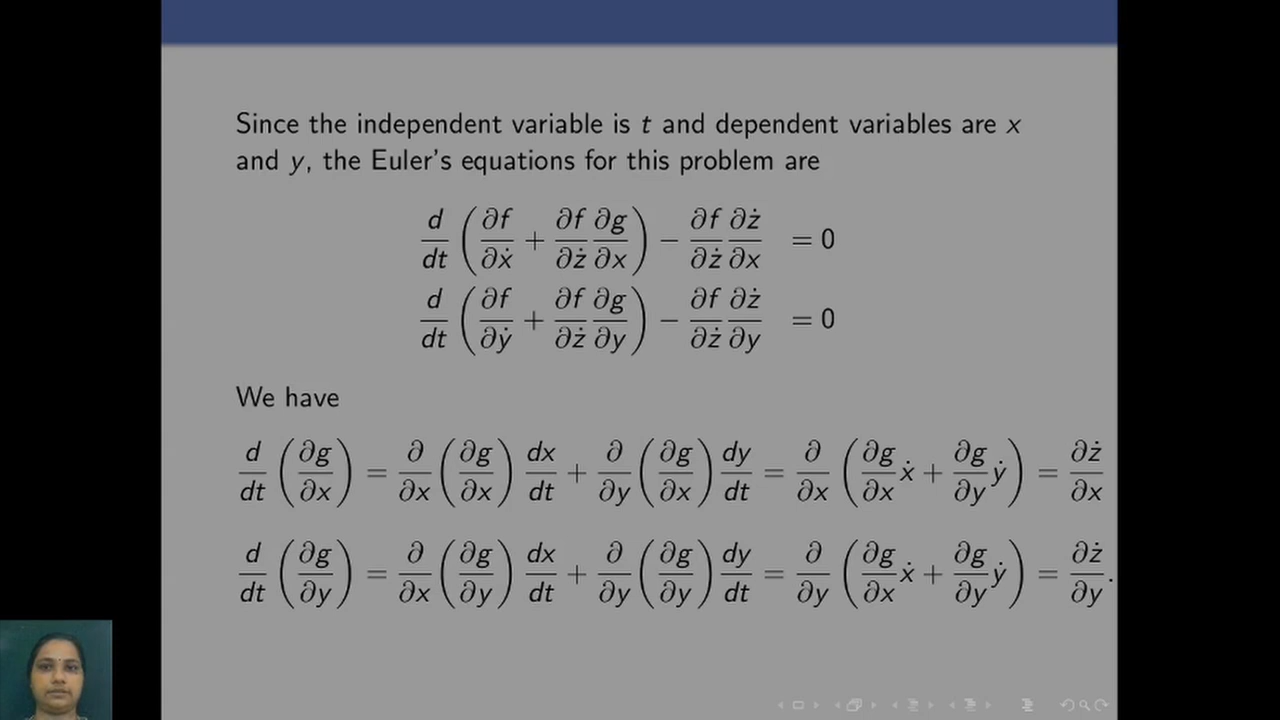 Since the independent variable is t and dependent variables are x
and y, the Euler's equations for this problem are
d/dt (∂f/∂ẋ + ∂f/∂ż ∂g/∂x) − ∂f/∂ż ∂ż/∂x = 0
d/dt (∂f/∂ẏ + ∂f/∂ż ∂g/∂y) − ∂f/∂ż ∂ż/∂y = 0
We have
d/dt (∂g/∂x) = ∂/∂x (∂g/∂x) dx/dt + ∂/∂y (∂g/∂x) dy/dt = ∂/∂x (∂g/∂x ẋ + ∂g/∂y ẏ) = ∂ż/∂x
d/dt (∂g/∂y) = ∂/∂x (∂g/∂y) dx/dt + ∂/∂y (∂g/∂y) dy/dt = ∂/∂y (∂g/∂x ẋ + ∂g/∂y ẏ) = ∂ż/∂y.